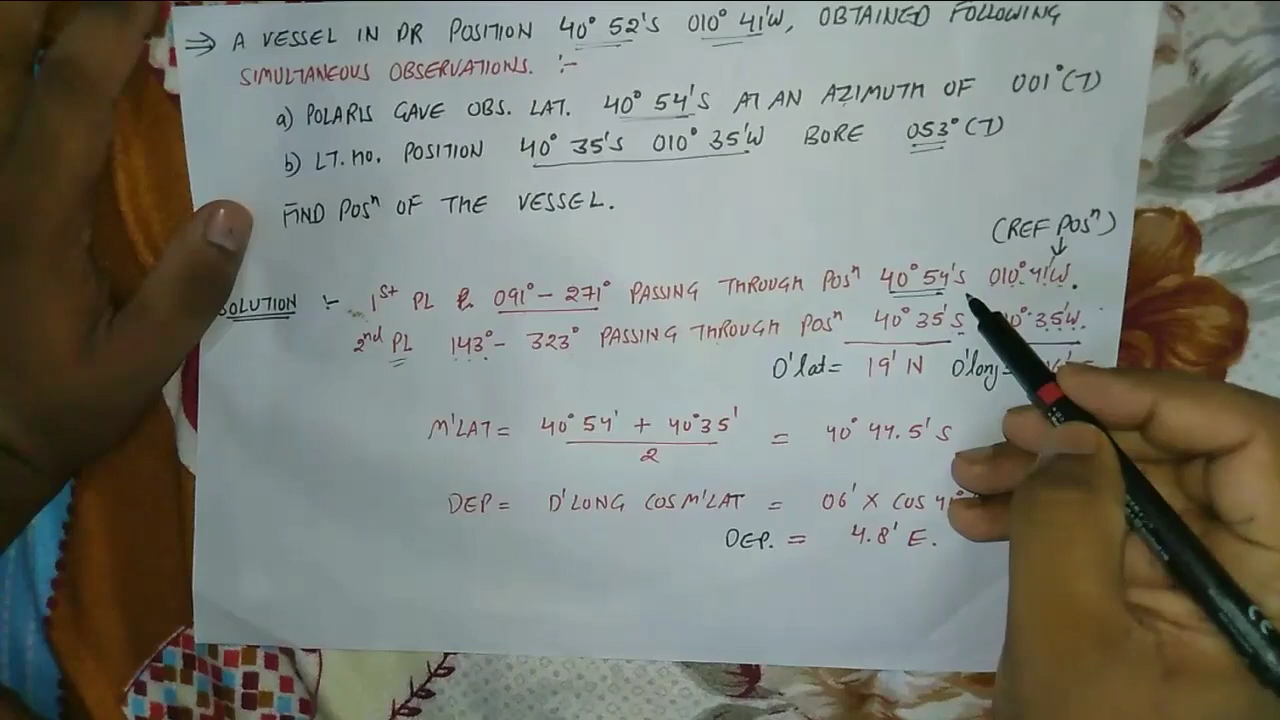 ⇒ A VESSEL IN DR POSITION 40° 52'S 010° 41'W, OBTAINED FOLLOWING
SIMULTANEOUS OBSERVATIONS. :-
a) POLARIS GAVE OBS. LAT. 40° 54'S AT AN AZIMUTH OF 001°(T)
b) LT. HO. POSITION 40° 35'S 010° 35'W BORE 053°(T)
FIND POSⁿ OF THE VESSEL.
(REF POSⁿ)
SOLUTION :- 1st PL 091° - 271° PASSING THROUGH POSⁿ 40° 54'S 010° 41'W.
2nd PL 143° - 323° PASSING THROUGH POSⁿ 40° 35'S 35'W.
D'lat = 19' N D'long =
M'LAT = 40° 54' + 40° 35' / 2 = 40° 44.5' S
DEP = D'LONG COS M'LAT = 06' X COS
DEP. = 4.8' E.